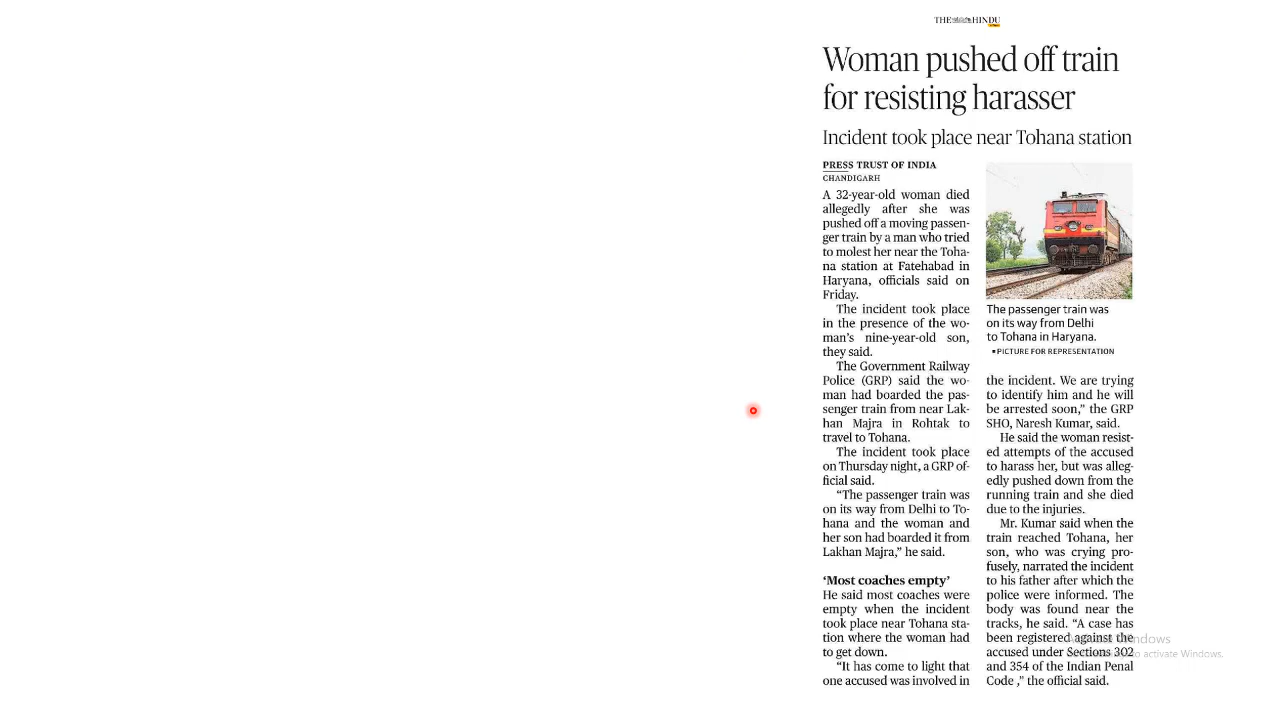 THE HINDU
Woman pushed off train
for resisting harasser
Incident took place near Tohana station
PRESS TRUST OF INDIA
CHANDIGARH
A 32-year-old woman died
allegedly after she was
pushed off a moving passen-
ger train by a man who tried
to molest her near the Toha-
na station at Fatehabad in
Haryana, officials said on
Friday.
The incident took place
in the presence of the wo-
man's nine-year-old son,
they said.
The Government Railway
Police (GRP) said the wo-
man had boarded the pas-
senger train from near Lak-
han Majra in Rohtak to
travel to Tohana.
The incident took place
on Thursday night, a GRP of-
ficial said.
“The passenger train was
on its way from Delhi to To-
hana and the woman and
her son had boarded it from
Lakhan Majra,” he said.
‘Most coaches empty’
He said most coaches were
empty when the incident
took place near Tohana sta-
tion where the woman had
to get down.
“It has come to light that
one accused was involved in
The passenger train was
on its way from Delhi
to Tohana in Haryana.
▪PICTURE FOR REPRESENTATION
the incident. We are trying
to identify him and he will
be arrested soon,” the GRP
SHO, Naresh Kumar, said.
He said the woman resist-
ed attempts of the accused
to harass her, but was alleg-
edly pushed down from the
running train and she died
due to the injuries.
Mr. Kumar said when the
train reached Tohana, her
son, who was crying pro-
fusely, narrated the incident
to his father after which the
police were informed. The
body was found near the
tracks, he said. “A case has
been registered against the
accused under Sections 302
and 354 of the Indian Penal
Code ,” the official said.
Windows
to activate Windows.